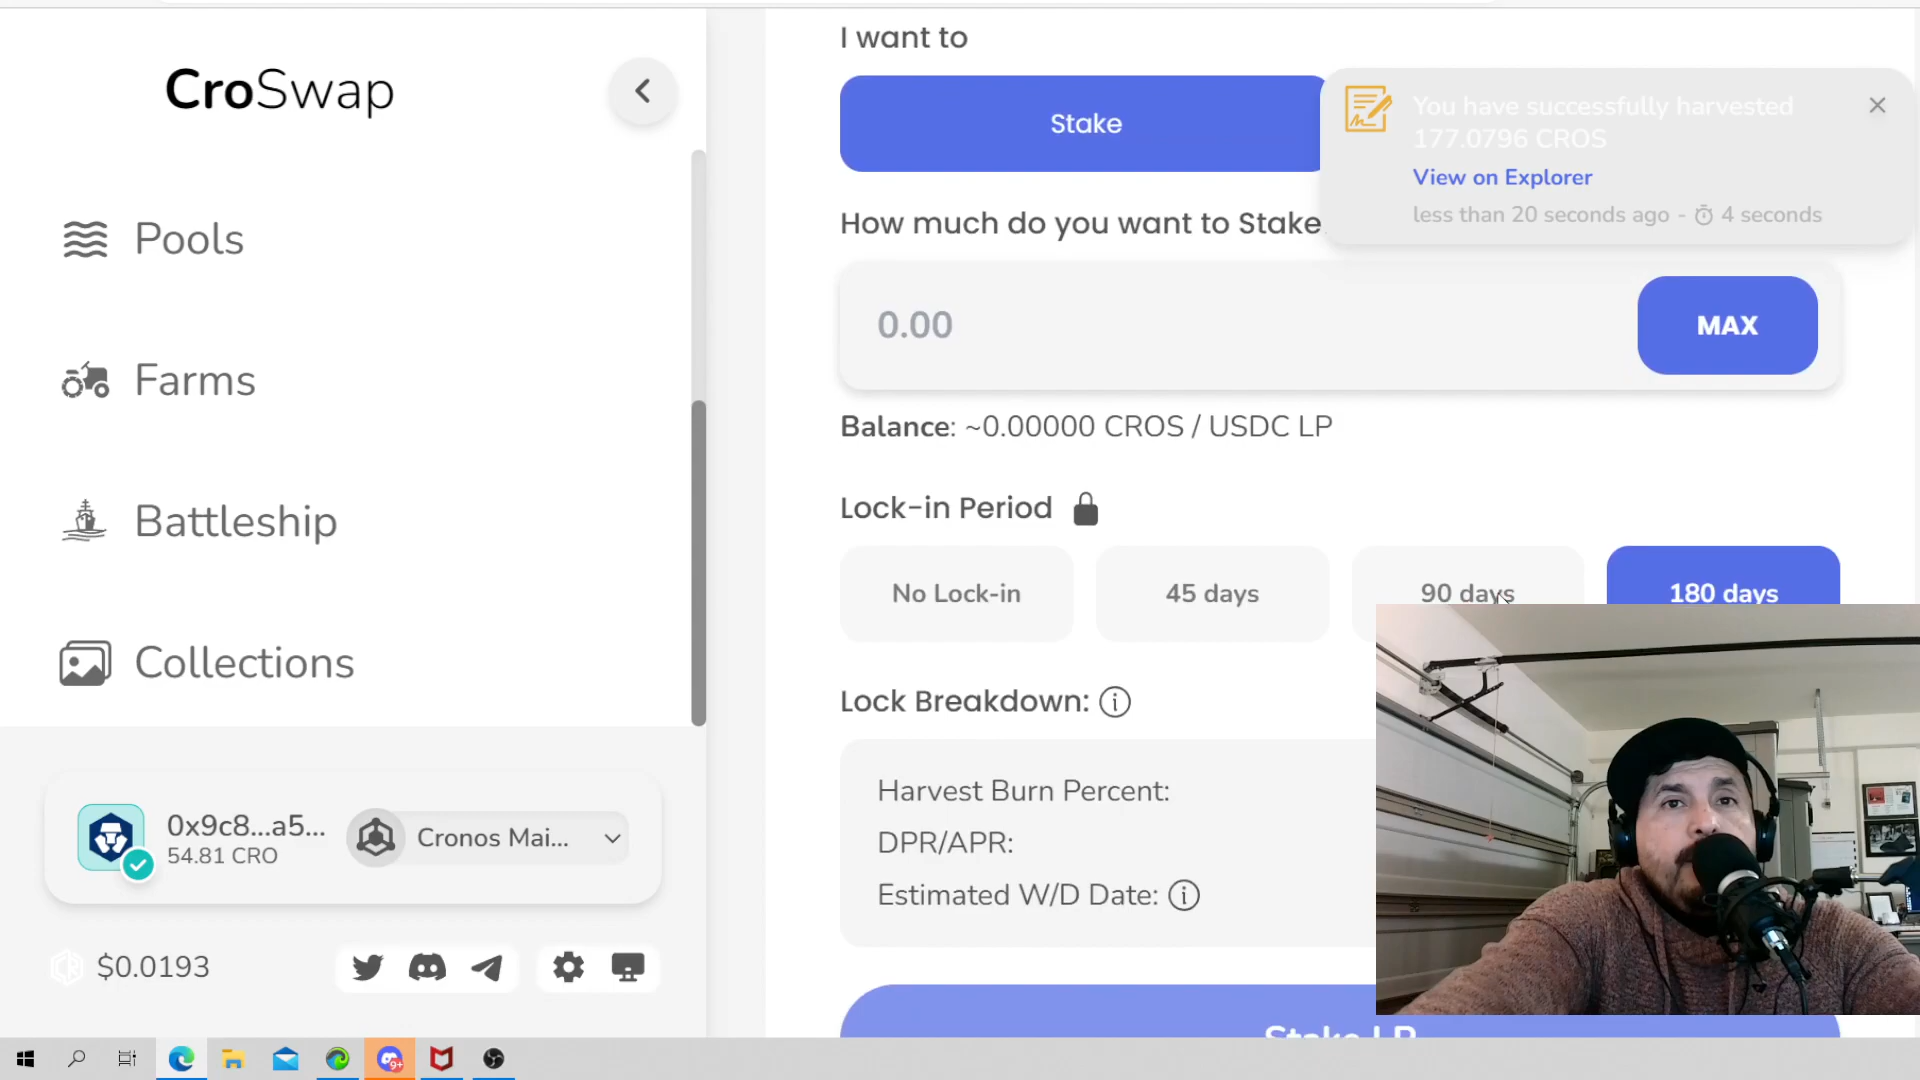 CroSwap
Pools
Farms
Battleship
Collections
0x9c8...a5...
54.81 CRO
Cronos Mai...
$0.0193
I want to
Stake
You have successfully harvested
177.0796 CROS
View on Explorer
less than 20 seconds ago - 4 seconds
How much do you want to Stake
0.00
MAX
Balance: ~0.00000 CROS / USDC LP
Lock-in Period
No Lock-in
45 days
90 days
180 days
Lock Breakdown:
Harvest Burn Percent:
DPR/APR:
Estimated W/D Date:
Stake LP
9+